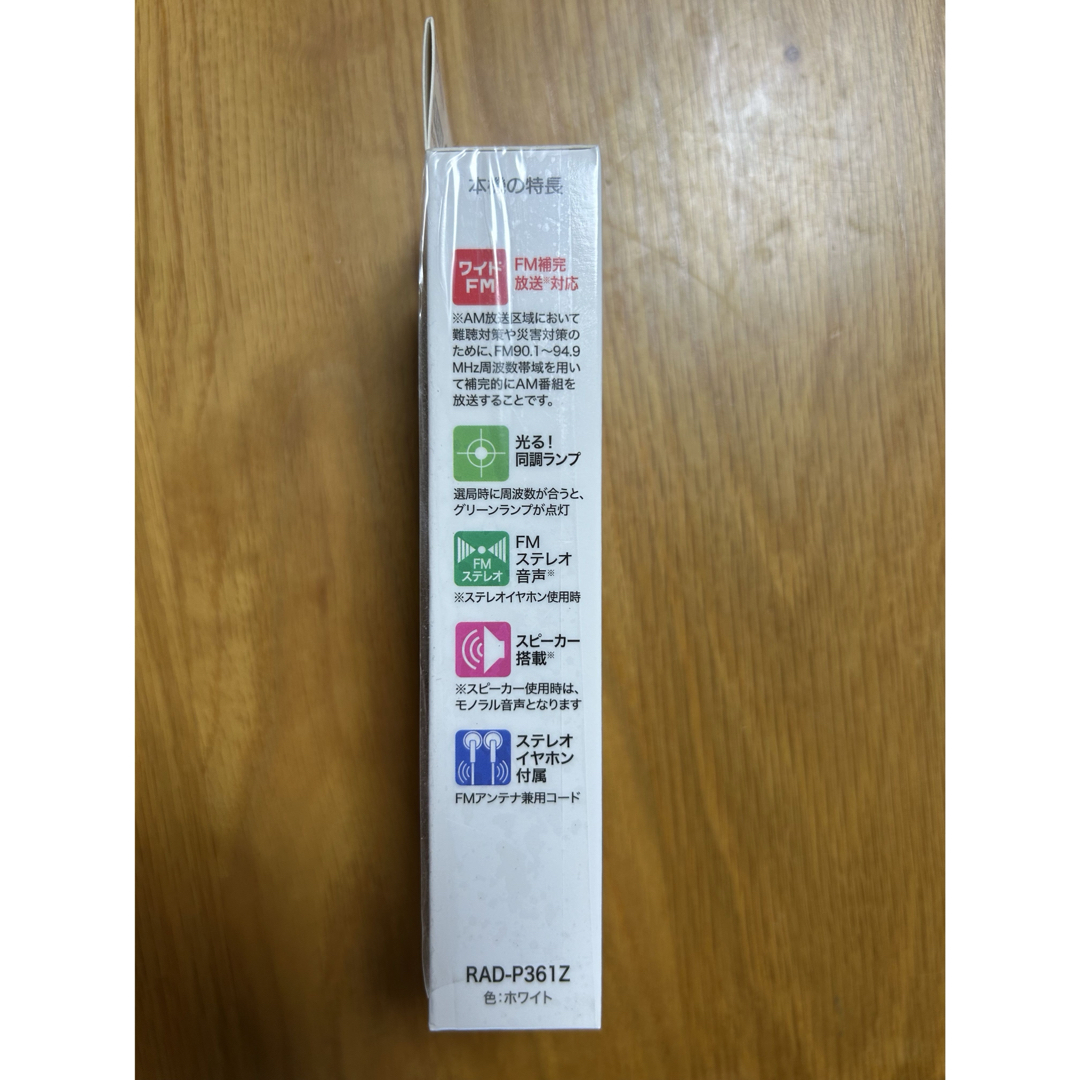 本機の特長
ワイド
FM
FM補完
放送※対応
※AM放送区域において
難聴対策や災害対策の
ために、FM90.1～94.9
MHz周波数帯域を用い
て補完的にAM番組を
放送することです。
光る!
同調ランプ
選局時に周波数が合うと、
グリーンランプが点灯
FM
ステレオ
FM
ステレオ
音声※
※ステレオイヤホン使用時
スピーカー
搭載※
※スピーカー使用時は、
モノラル音声となります
ステレオ
イヤホン
付属
FMアンテナ兼用コード
RAD-P361Z
色:ホワイト